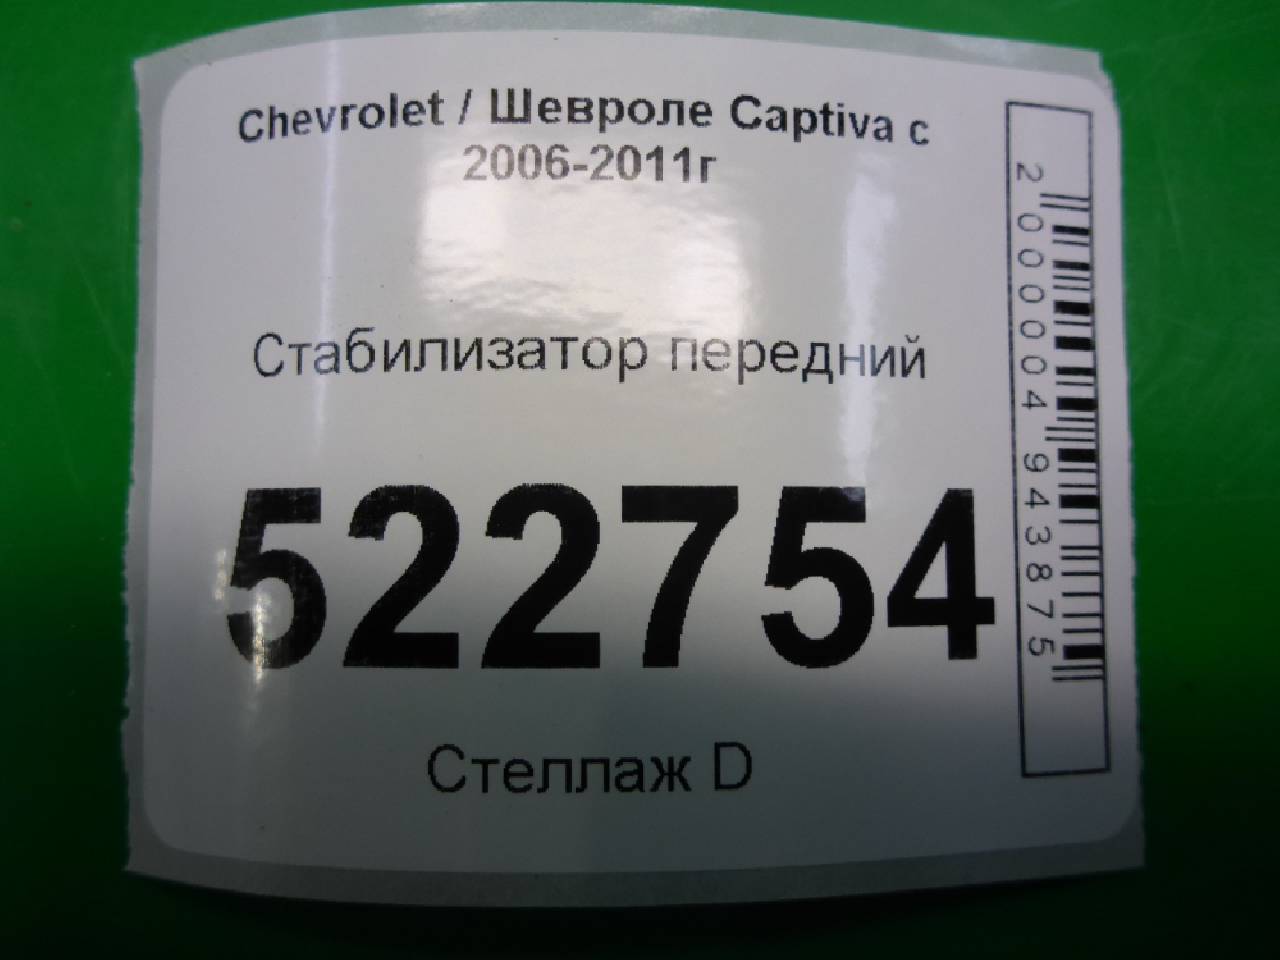 Chevrolet / Шевроле Captiva с
2006-2011г
Стабилизатор передний
522754
Стеллаж D
2000004943875